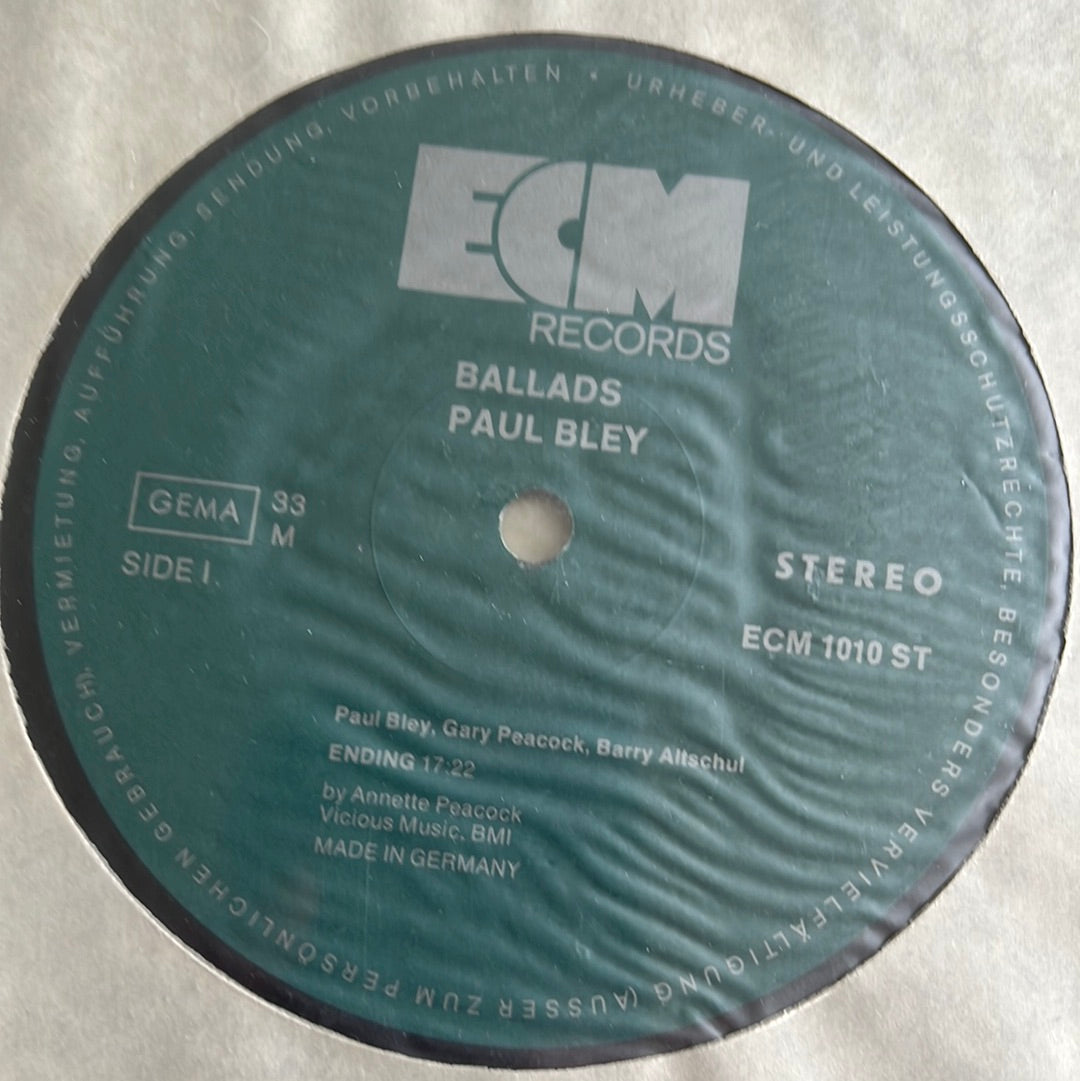 ECM
RECORDS
BALLADS
PAUL BLEY
GEMA
33
M
SIDE I
STEREO
ECM 1010 ST
Paul Bley, Gary Peacock, Barry Altschul
ENDING 17:22
by Annette Peacock
Vicious Music. BMI
MADE IN GERMANY
URHEBER- UND LEISTUNGSSCHUTZRECHTE, BESONDERS VERVIELFÄLTIGUNG (AUSSER ZUM PERSÖNLICHEN GEBRAUCH), VERMIETUNG, AUFFÜHRUNG, SENDUNG, VORBEHALTEN •